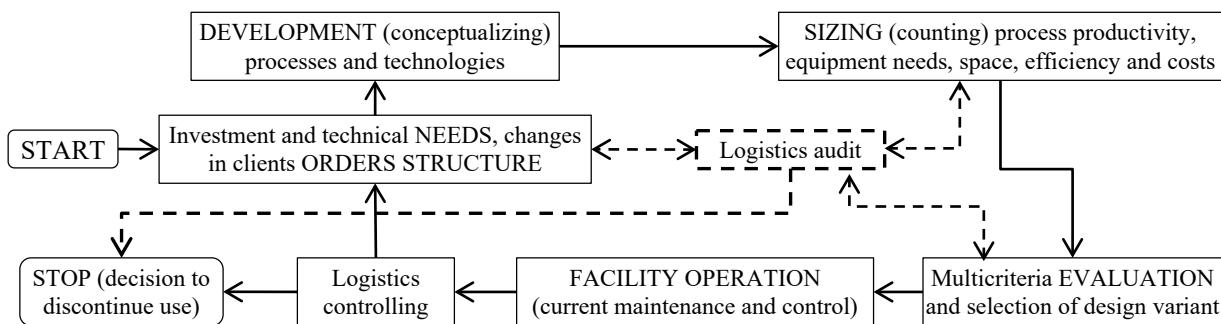 DEVELOPMENT (conceptualizing)
processes and technologies
SIZING (counting) process productivity,
equipment needs, space, efficiency and costs
START
Investment and technical NEEDS, changes
in clients ORDERS STRUCTURE
Logistics audit
STOP (decision to
discontinue use)
Logistics
controlling
FACILITY OPERATION
(current maintenance and control)
Multicriteria EVALUATION
and selection of design variant